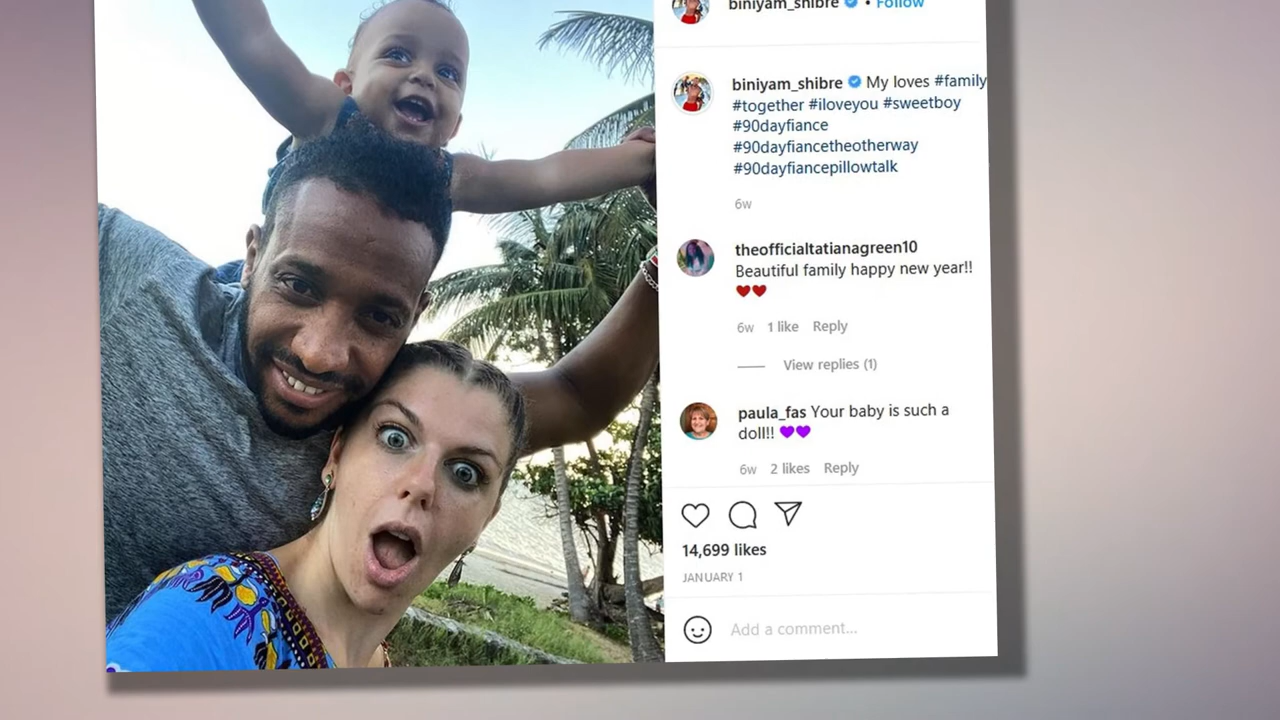 biniyam_shibre • Follow
biniyam_shibre My loves #family
#together #iloveyou #sweetboy
#90dayfiance
#90dayfiancetheotherway
#90dayfiancepillowtalk
6w
theofficialtatianagreen10
Beautiful family happy new year!!
❤❤
6w 1 like Reply
View replies (1)
paula_fas Your baby is such a
doll!! 💜💜
6w 2 likes Reply
14,699 likes
JANUARY 1
Add a comment...